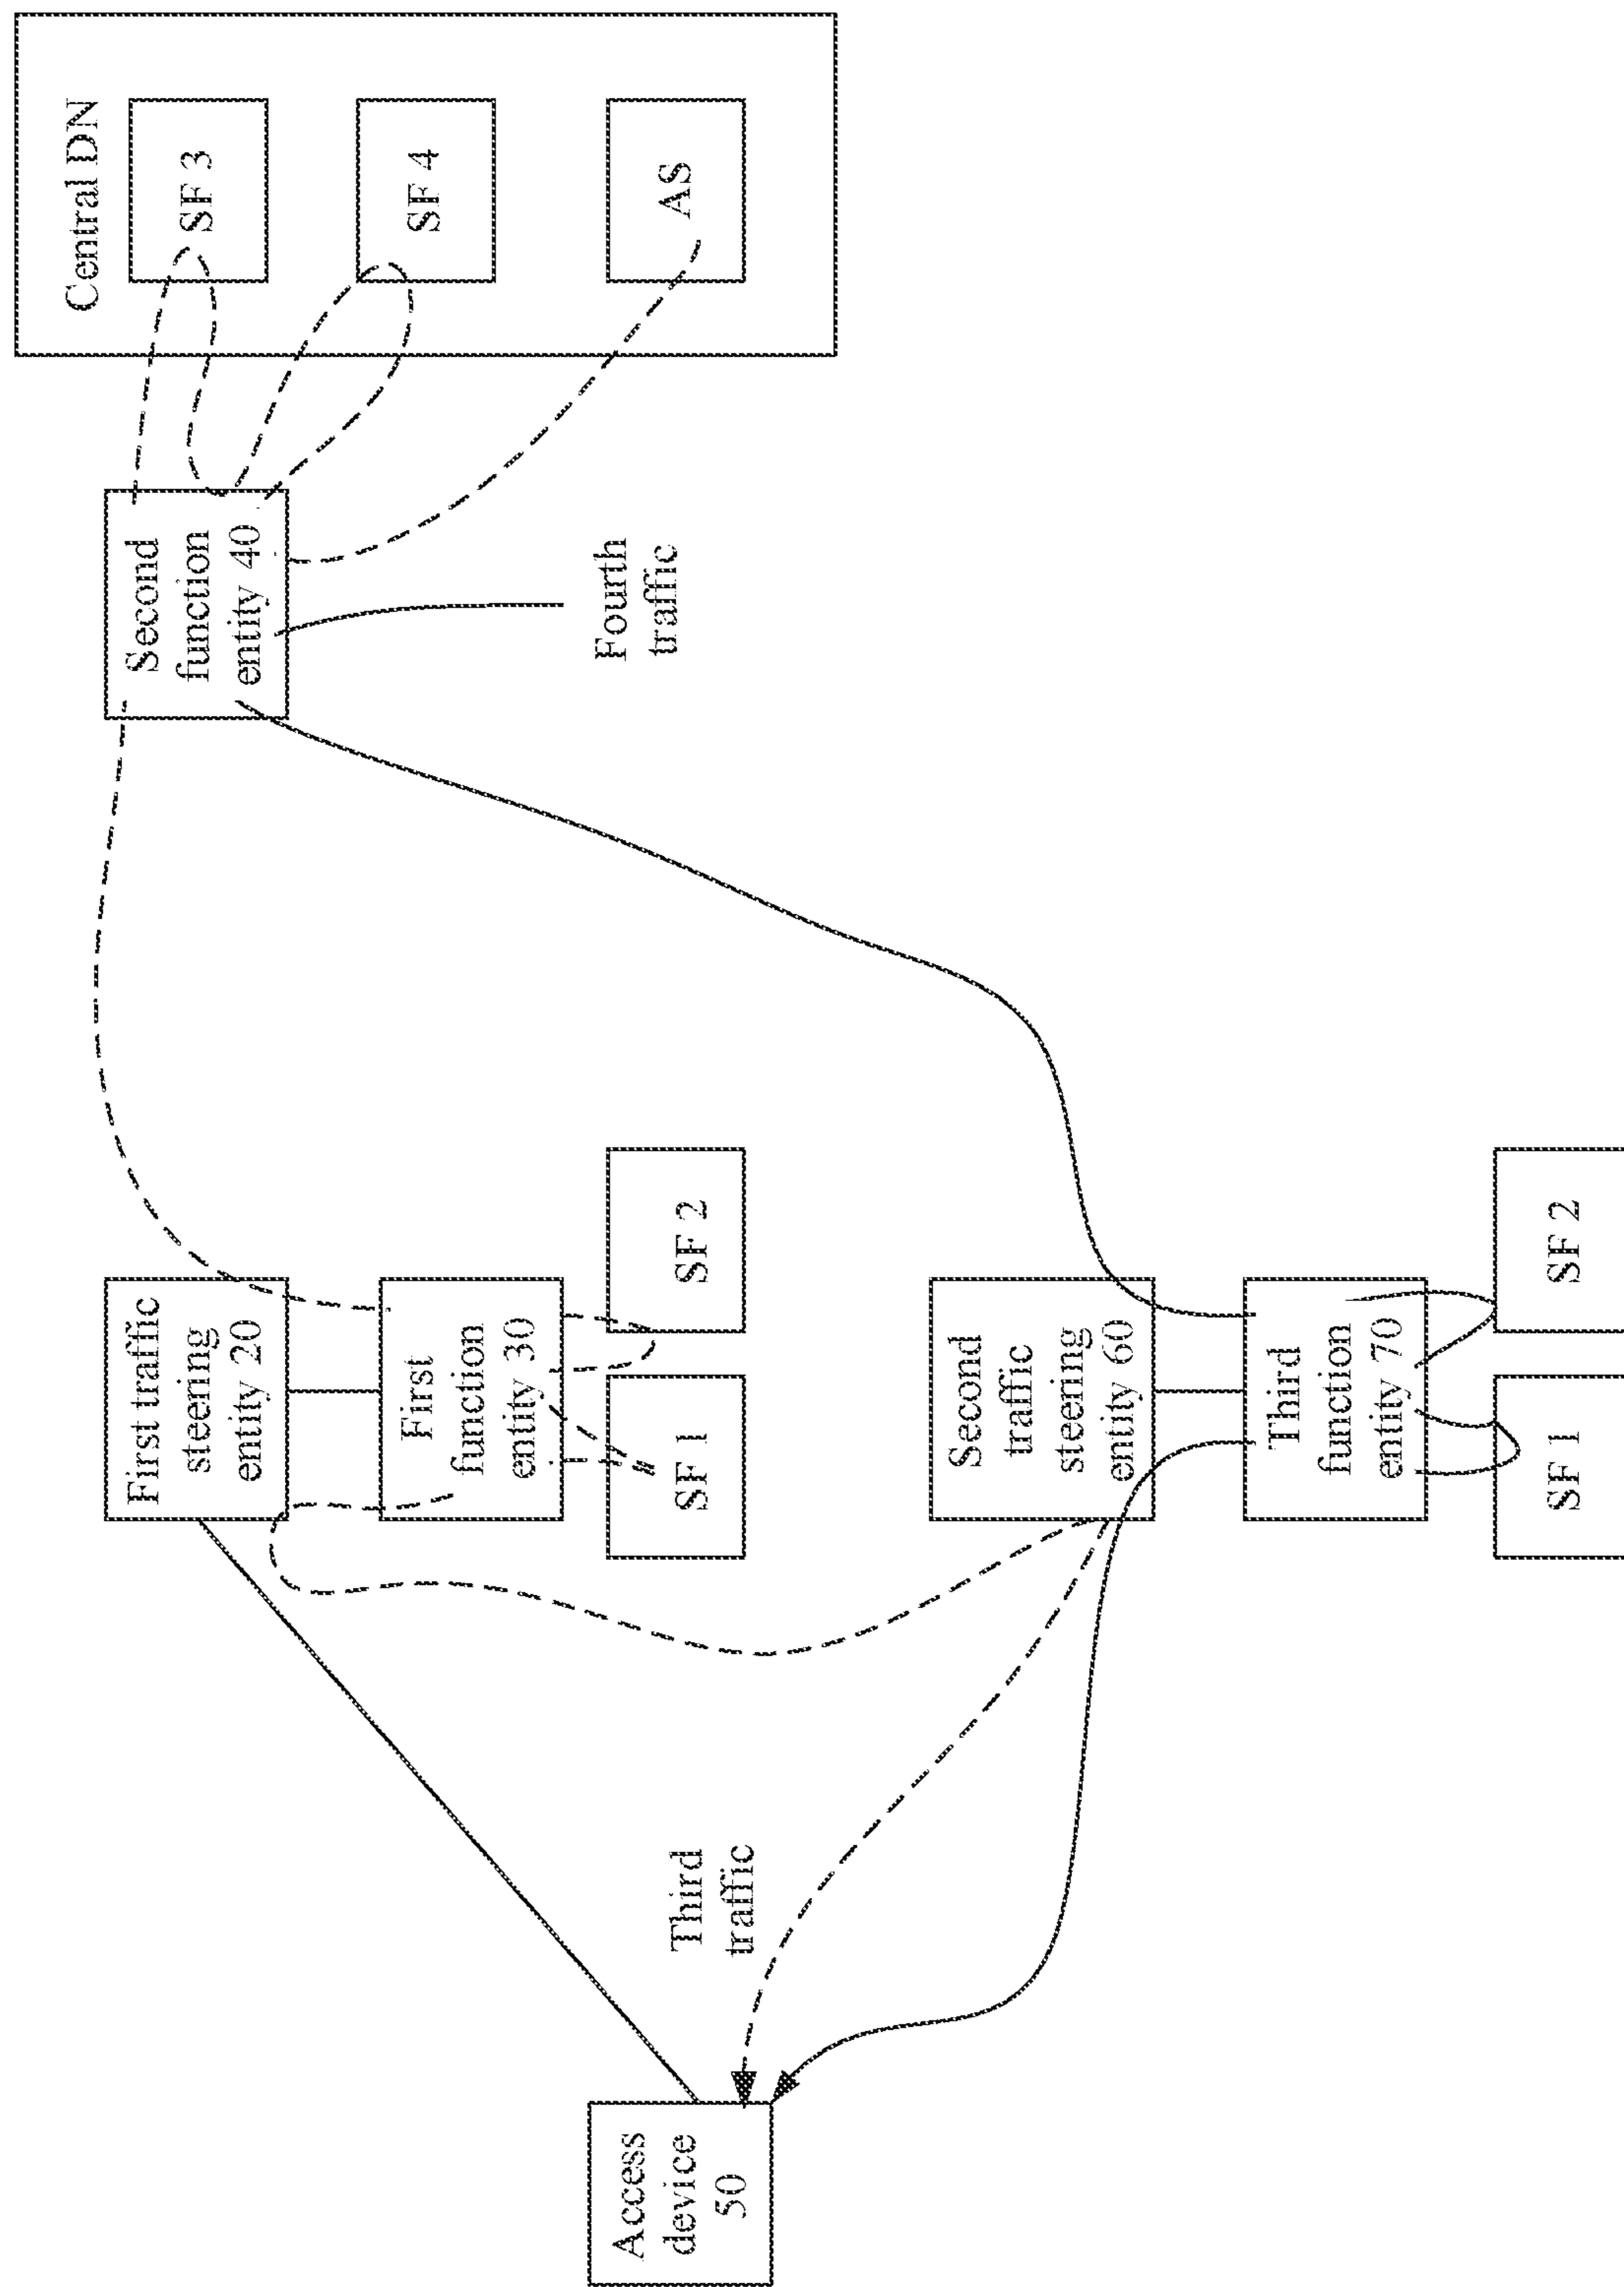 Central DN
First traffic
steering
entity 20
Second
function
entity 40
SF 3
First
function
entity 30
SF 4
SF 1
SF 2
Fourth
traffic
AS
Access
device
50
Third
traffic
Second
traffic
steering
entity 60
Third
function
entity 70
SF 1
SF 2